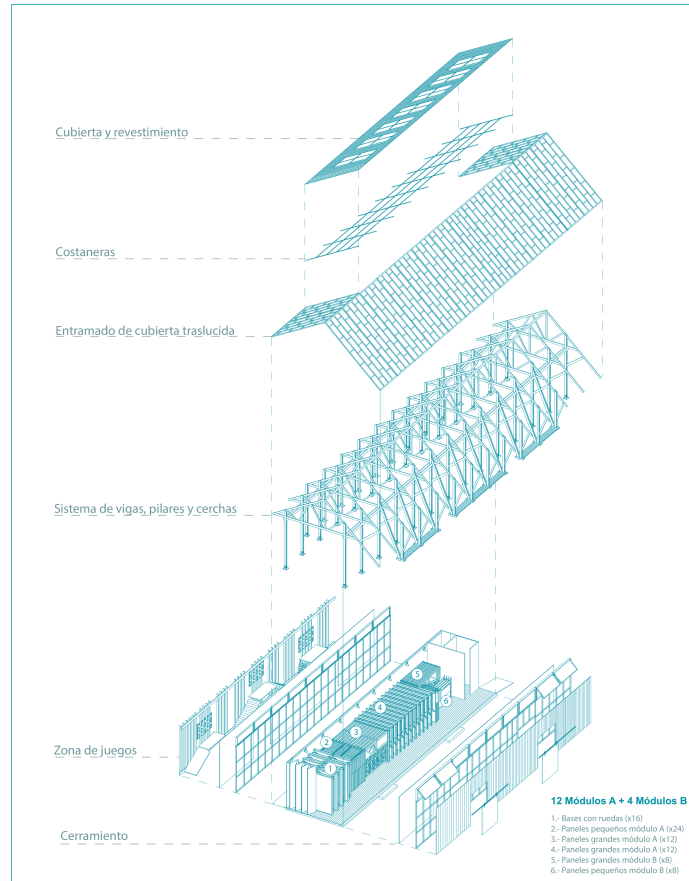 Cubierta y revestimiento
Costaneras
Entramado de cubierta traslucida
Sistema de vigas, pilares y cerchas
5
4
6
3
2
1
Zona de juegos
12 Módulos A + 4 Módulos B
1.- Bases con ruedas (x16)
2.- Paneles pequeños módulo A (x24)
3.- Paneles grandes módulo A (x12)
4.- Paneles grandes módulo A (x12)
5.- Paneles grandes módulo B (x8)
6.- Paneles pequeños módulo B (x8)
Cerramiento